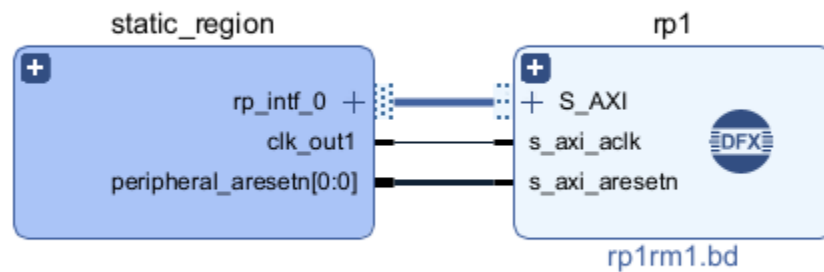 static_region
rp1
rp_intf_0
clk_out1
peripheral_aresetn[0:0]
S_AXI
s_axi_aclk
s_axi_aresetn
DFX
rp1rm1.bd